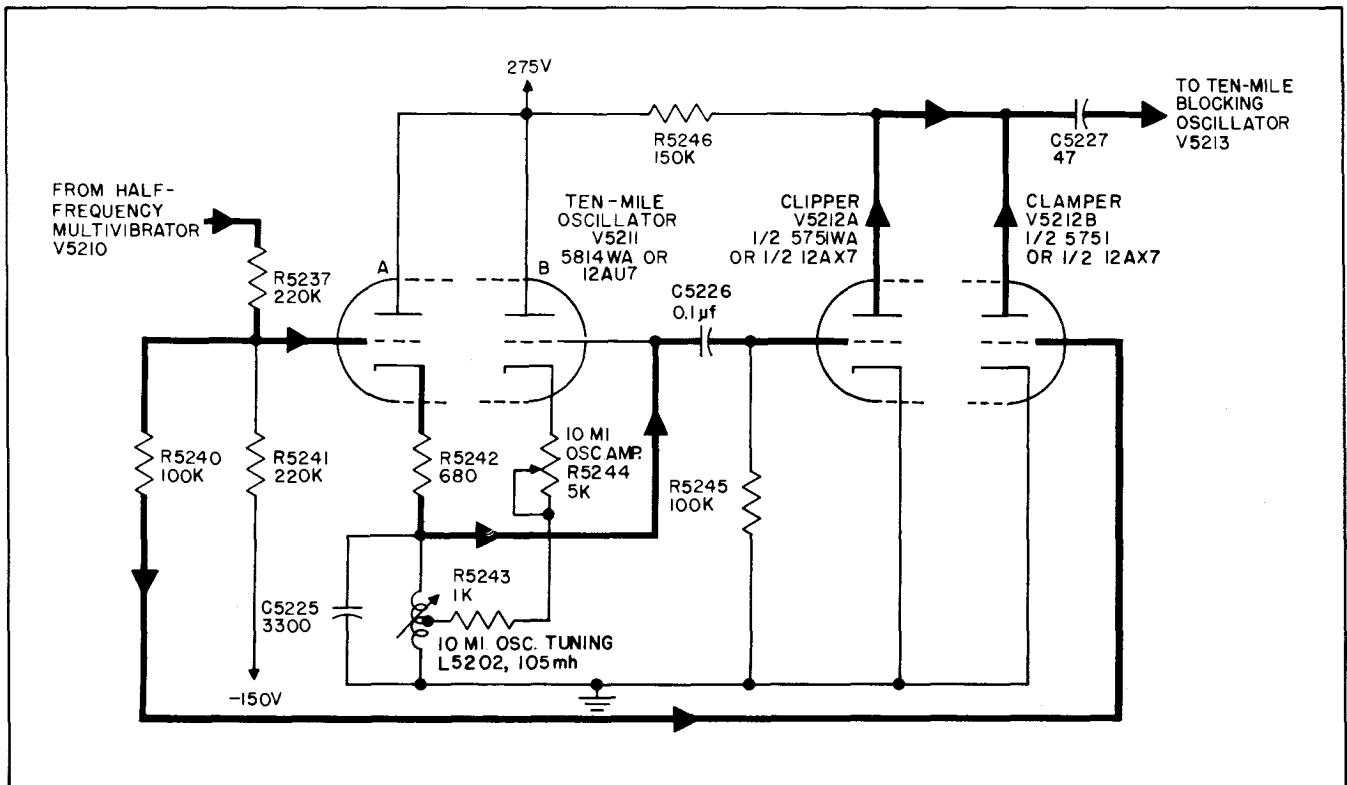 275V
R5246
150K
C5227
47
TO TEN-MILE
BLOCKING
OSCILLATOR
V5213
FROM HALF-
FREQUENCY
MULTIVIBRATOR
V5210
TEN-MILE
OSCILLATOR
V5211
5814WA OR
12AU7
CLIPPER
V5212A
1/2 5751WA
OR 1/2 12AX7
CLAMPER
V5212B
1/2 5751
OR 1/2 12AX7
R5237
220K
A
B
C5226
0.1µf
R5240
100K
R5241
220K
R5242
680
10 MI
OSC.AMP.
R5244
5K
R5245
100K
C5225
3300
R5243
1K
10 MI. OSC. TUNING
L5202, 105mh
-150V